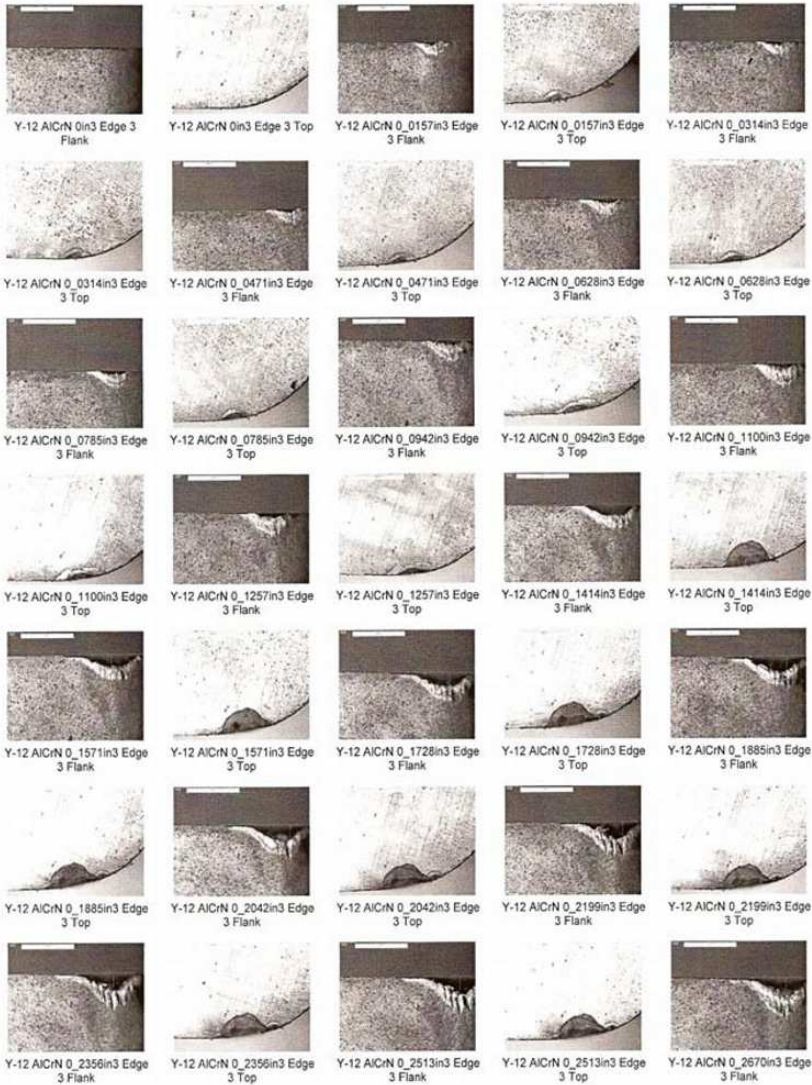 Y-12 AlCrN 0in3 Edge 3
Flank
Y-12 AlCrN 0in3 Edge 3 Top
Y-12 AlCrN 0_0157in3 Edge
3 Flank
Y-12 AlCrN 0_0157in3 Edge
3 Top
Y-12 AlCrN 0_0314in3 Edge
3 Flank
Y-12 AlCrN 0_0314in3 Edge
3 Top
Y-12 AlCrN 0_0471in3 Edge
3 Flank
Y-12 AlCrN 0_0471in3 Edge
3 Top
Y-12 AlCrN 0_0628in3 Edge
3 Flank
Y-12 AlCrN 0_0628in3 Edge
3 Top
Y-12 AlCrN 0_0785in3 Edge
3 Flank
Y-12 AlCrN 0_0785in3 Edge
3 Top
Y-12 AlCrN 0_0942in3 Edge
3 Flank
Y-12 AlCrN 0_0942in3 Edge
3 Top
Y-12 AlCrN 0_1100in3 Edge
3 Flank
Y-12 AlCrN 0_1100in3 Edge
3 Top
Y-12 AlCrN 0_1257in3 Edge
3 Flank
Y-12 AlCrN 0_1257in3 Edge
3 Top
Y-12 AlCrN 0_1414in3 Edge
3 Flank
Y-12 AlCrN 0_1414in3 Edge
3 Top
Y-12 AlCrN 0_1571in3 Edge
3 Flank
Y-12 AlCrN 0_1571in3 Edge
3 Top
Y-12 AlCrN 0_1728in3 Edge
3 Flank
Y-12 AlCrN 0_1728in3 Edge
3 Top
Y-12 AlCrN 0_1885in3 Edge
3 Flank
Y-12 AlCrN 0_1885in3 Edge
3 Top
Y-12 AlCrN 0_2042in3 Edge
3 Flank
Y-12 AlCrN 0_2042in3 Edge
3 Top
Y-12 AlCrN 0_2199in3 Edge
3 Flank
Y-12 AlCrN 0_2199in3 Edge
3 Top
Y-12 AlCrN 0_2356in3 Edge
3 Flank
Y-12 AlCrN 0_2356in3 Edge
3 Top
Y-12 AlCrN 0_2513in3 Edge
3 Flank
Y-12 AlCrN 0_2513in3 Edge
3 Top
Y-12 AlCrN 0_2670in3 Edge
3 Flank